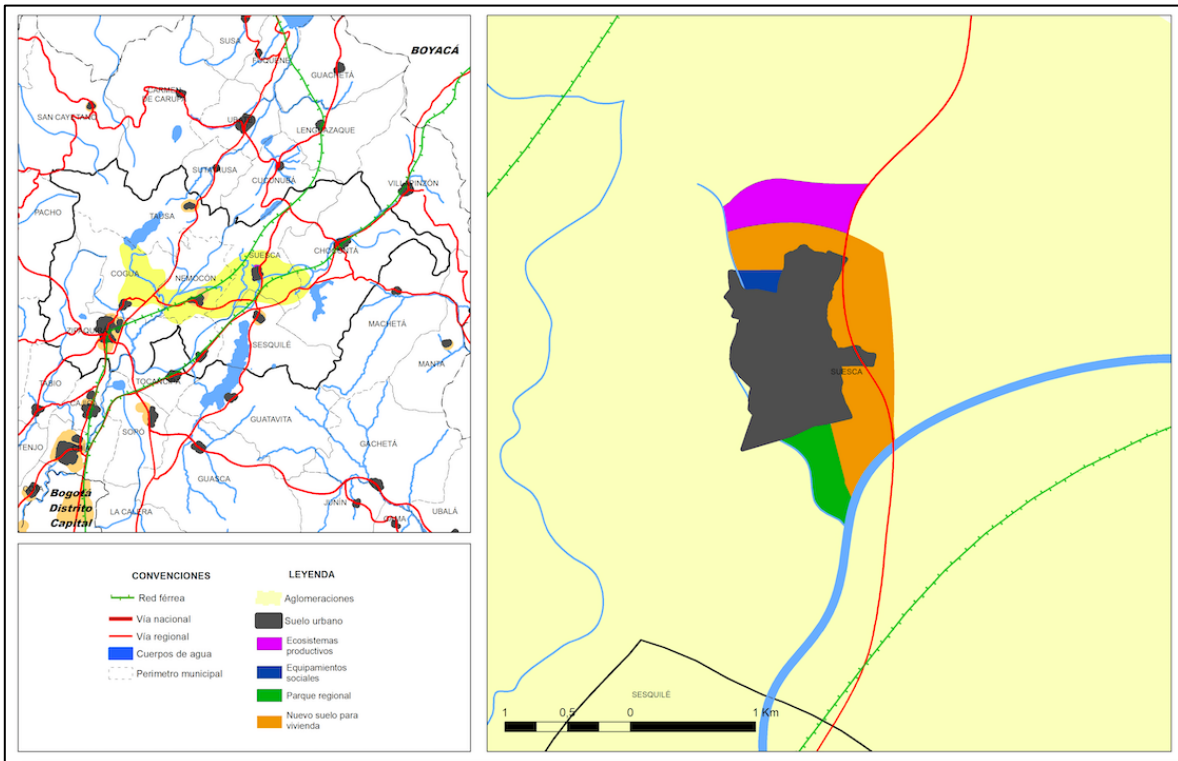 SUSA
FÚQUENE
BOYACÁ
GUACHETÁ
CARMEN
DE CARUPA
SAN CAYETANO
LENGUAZAQUE
SUTATAUSA
CUCUNUBÁ
VILLAPINZÓN
PACHO
TAUSA
SUESCA
CHOCONTÁ
COGUA
NEMOCÓN
MACHETÁ
SESQUILÉ
MANTA
TABIO
TOCANCIPÁ
GUATAVITA
SOPÓ
TENJO
GACHETÁ
GUASCA
Bogotá
Distrito
Capital
LA CALERA
JUNÍN
UBALÁ
GAMA
CONVENCIONES
Red férrea
Vía nacional
Vía regional
Cuerpos de agua
Perimetro municipal
LEYENDA
Aglomeraciones
Suelo urbano
Ecosistemas
productivos
Equipamientos
sociales
Parque regional
Nuevo suelo para
vivienda
SUESCA
SESQUILÉ
1 0,5 0 1 Km